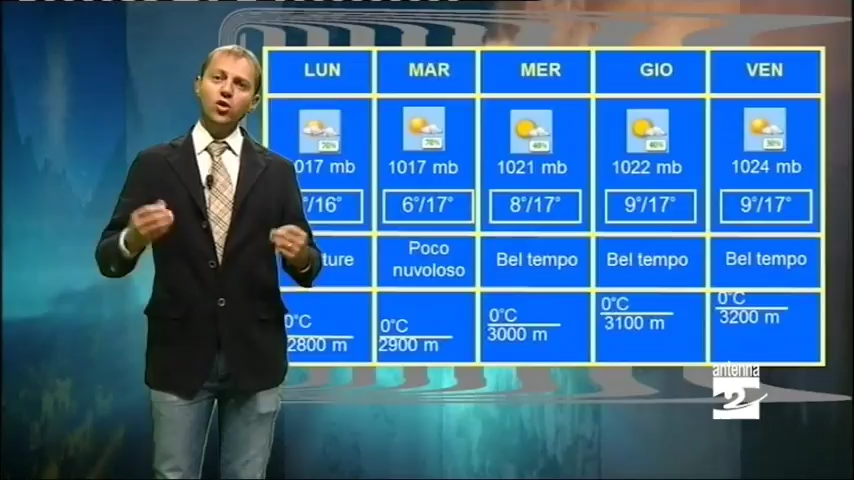 LUN MAR MER GIO VEN
70% 70% 40% 40% 30%
017 mb 1017 mb 1021 mb 1022 mb 1024 mb
/16° 6°/17° 8°/17° 9°/17° 9°/17°
ture Poco nuvoloso Bel tempo Bel tempo Bel tempo
0°C 0°C 0°C 0°C 0°C
2800 m 2900 m 3000 m 3100 m 3200 m
antenna
2